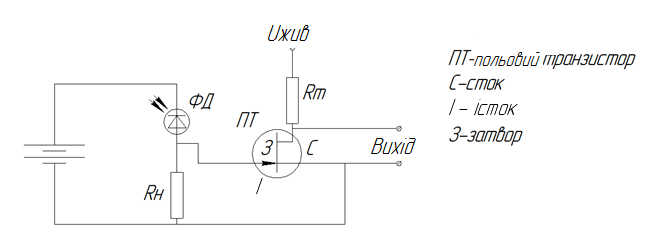 Uжив
Rт
ФД
ПТ
З
С
І
Вихід
Rн
ПТ-польовий транзистор
С-сток
І - істок
З-затвор